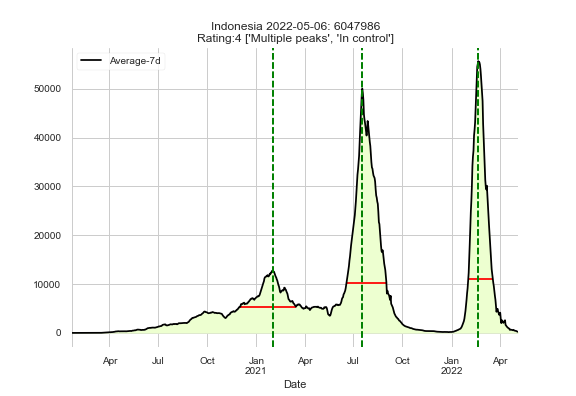 Indonesia 2022-05-06: 6047986
Rating:4 ['Multiple peaks', 'In control']
Average-7d
50000
40000
30000
20000
10000
0
Apr Jul Oct Jan Apr Jul Oct Jan Apr
2021 2022
Date